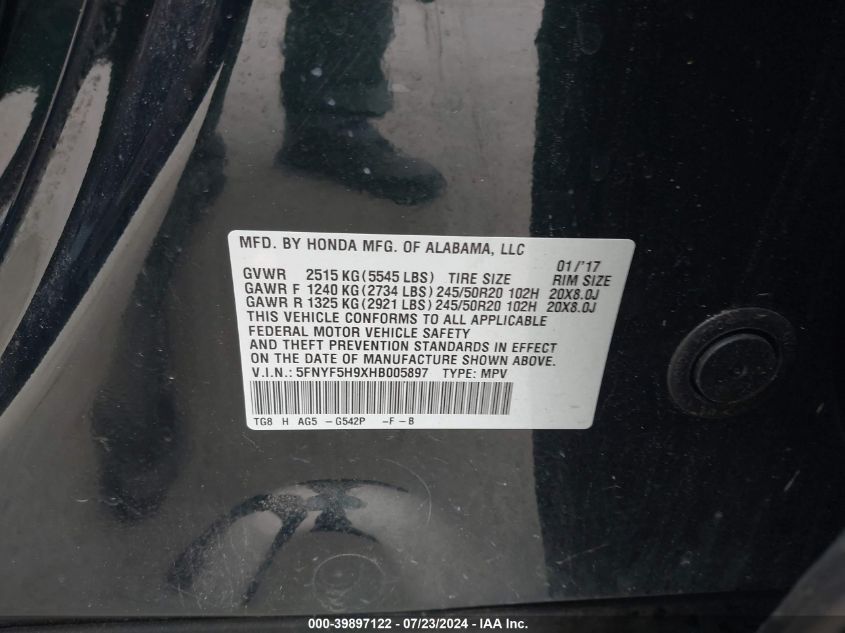 MFD. BY HONDA MFG. OF ALABAMA, LLC
01/'17
GVWR 2515 KG (5545 LBS) TIRE SIZE RIM SIZE
GAWR F 1240 KG (2734 LBS) 245/50R20 102H 20X8.0J
GAWR R 1325 KG (2921 LBS) 245/50R20 102H 20X8.0J
THIS VEHICLE CONFORMS TO ALL APPLICABLE
FEDERAL MOTOR VEHICLE SAFETY
AND THEFT PREVENTION STANDARDS IN EFFECT
ON THE DATE OF MANUFACTURE SHOWN ABOVE.
V.I.N.: 5FNYF5H9XHB005897 TYPE: MPV
TG8 H AG5 -G542P -F-B
000-39897122 - 07/23/2024 - © IAA, Inc.